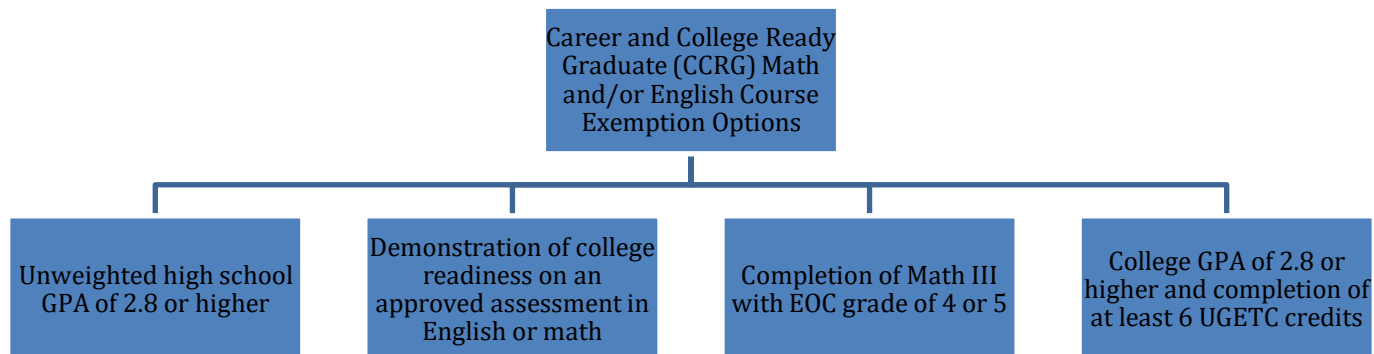 Career and College Ready
Graduate (CCRG) Math
and/or English Course
Exemption Options
Unweighted high school
GPA of 2.8 or higher
Demonstration of college
readiness on an
approved assessment in
English or math
Completion of Math III
with EOC grade of 4 or 5
College GPA of 2.8 or
higher and completion of
at least 6 UGETC credits